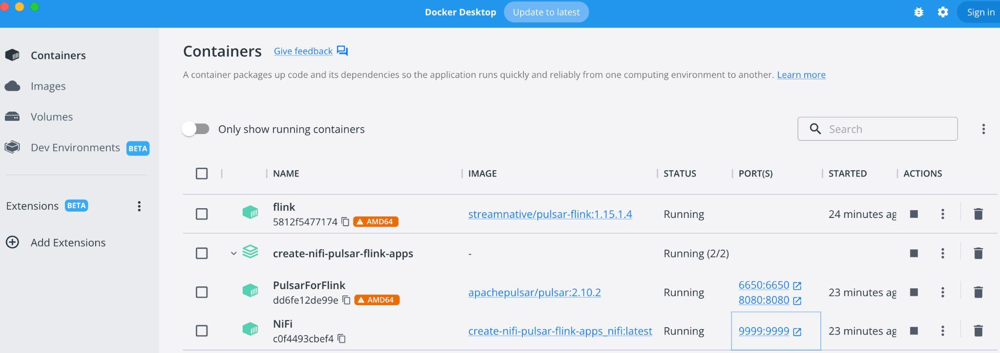 Docker Desktop Update to latest Sign in
Containers
Images
Volumes
Dev Environments BETA
Extensions BETA
Add Extensions
Containers Give feedback
A container packages up code and its dependencies so the application runs quickly and reliably from one computing environment to another. Learn more
Only show running containers Search
NAME IMAGE STATUS PORT(S) STARTED ACTIONS
flink
5812f5477174 AMD64 streamnative/pulsar-flink:1.15.1.4 Running 24 minutes ag
create-nifi-pulsar-flink-apps - Running (2/2)
PulsarForFlink
dd6fe12de99e AMD64 apachepulsar/pulsar:2.10.2 Running 6650:6650 23 minutes ag
8080:8080
NiFi
c0f4493cbef4 create-nifi-pulsar-flink-apps_nifi:latest Running 9999:9999 23 minutes ag